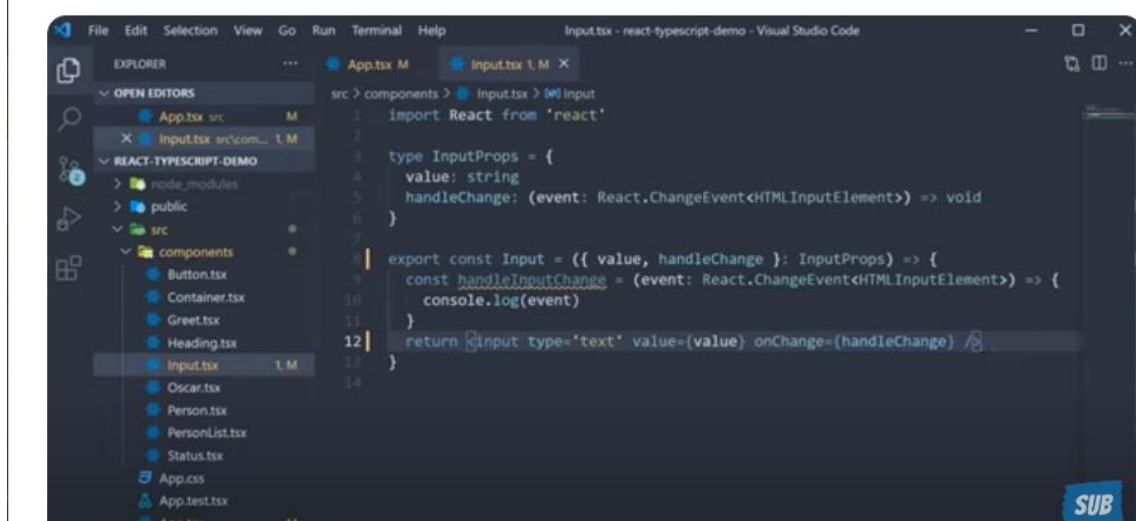 File Edit Selection View Go Run Terminal Help
Input.tsx - react-typescript-demo - Visual Studio Code
EXPLORER
OPEN EDITORS
App.tsx src M
Input.tsx src\com... 1, M
REACT-TYPESCRIPT-DEMO
node_modules
public
src
components
Button.tsx
Container.tsx
Greet.tsx
Heading.tsx
Input.tsx 1, M
Oscar.tsx
Person.tsx
PersonList.tsx
Status.tsx
App.css
App.test.tsx
2
App.tsx M
Input.tsx 1, M
src > components > Input.tsx > Input
1 import React from 'react'
2
3 type InputProps = {
4 value: string
5 handleChange: (event: React.ChangeEvent<HTMLInputElement>) => void
6 }
7
8 export const Input = ({ value, handleChange }: InputProps) => {
9 const handleInputChange = (event: React.ChangeEvent<HTMLInputElement>) => {
10 console.log(event)
11 }
12 return <input type='text' value={value} onChange={handleChange} />
13 }
14
SUB